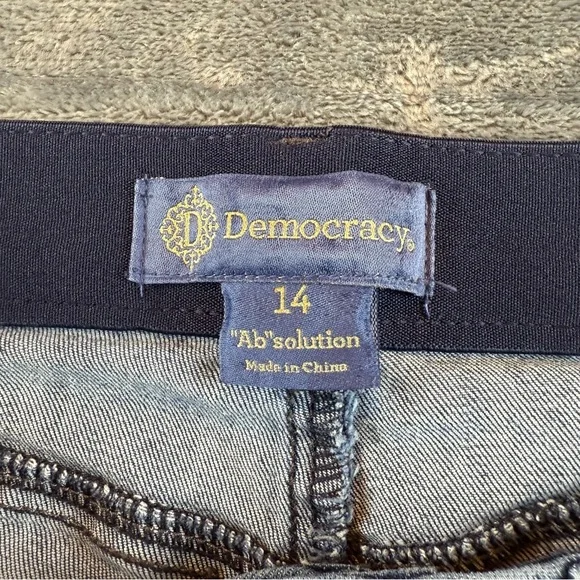 D Democracy®
14
"Ab"solution
Made in China